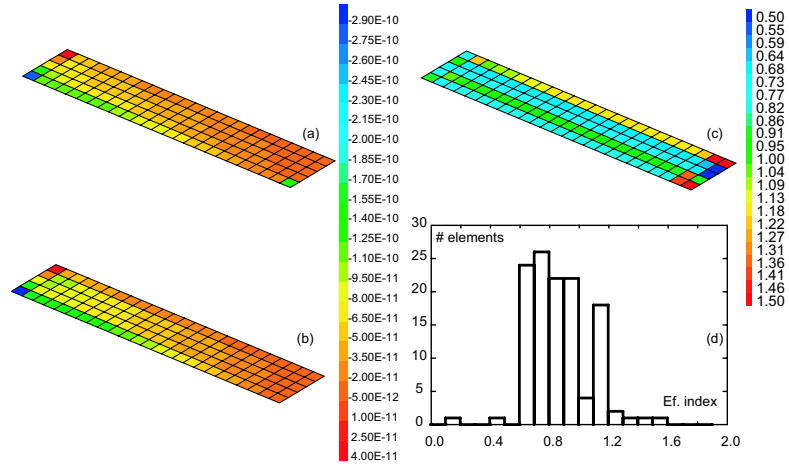 (a)
-2.90E-10
-2.75E-10
-2.60E-10
-2.45E-10
-2.30E-10
-2.15E-10
-2.00E-10
-1.85E-10
-1.70E-10
-1.55E-10
-1.40E-10
-1.25E-10
-9.50E-11
-8.00E-11
-6.50E-11
-5.00E-11
-3.50E-11
-2.00E-11
-5.00E-12
1.00E-11
2.50E-11
4.00E-11
(b)
(c)
0.50
0.55
0.59
0.64
0.68
0.73
0.77
0.82
0.86
0.91
0.95
1.00
1.04
1.09
1.13
1.18
1.22
1.27
1.31
1.36
1.41
1.46
1.50
30
# elements
25
20
15
10
5
0
(d)
Ef. index
0.0 0.4 0.8 1.2 1.6 2.0